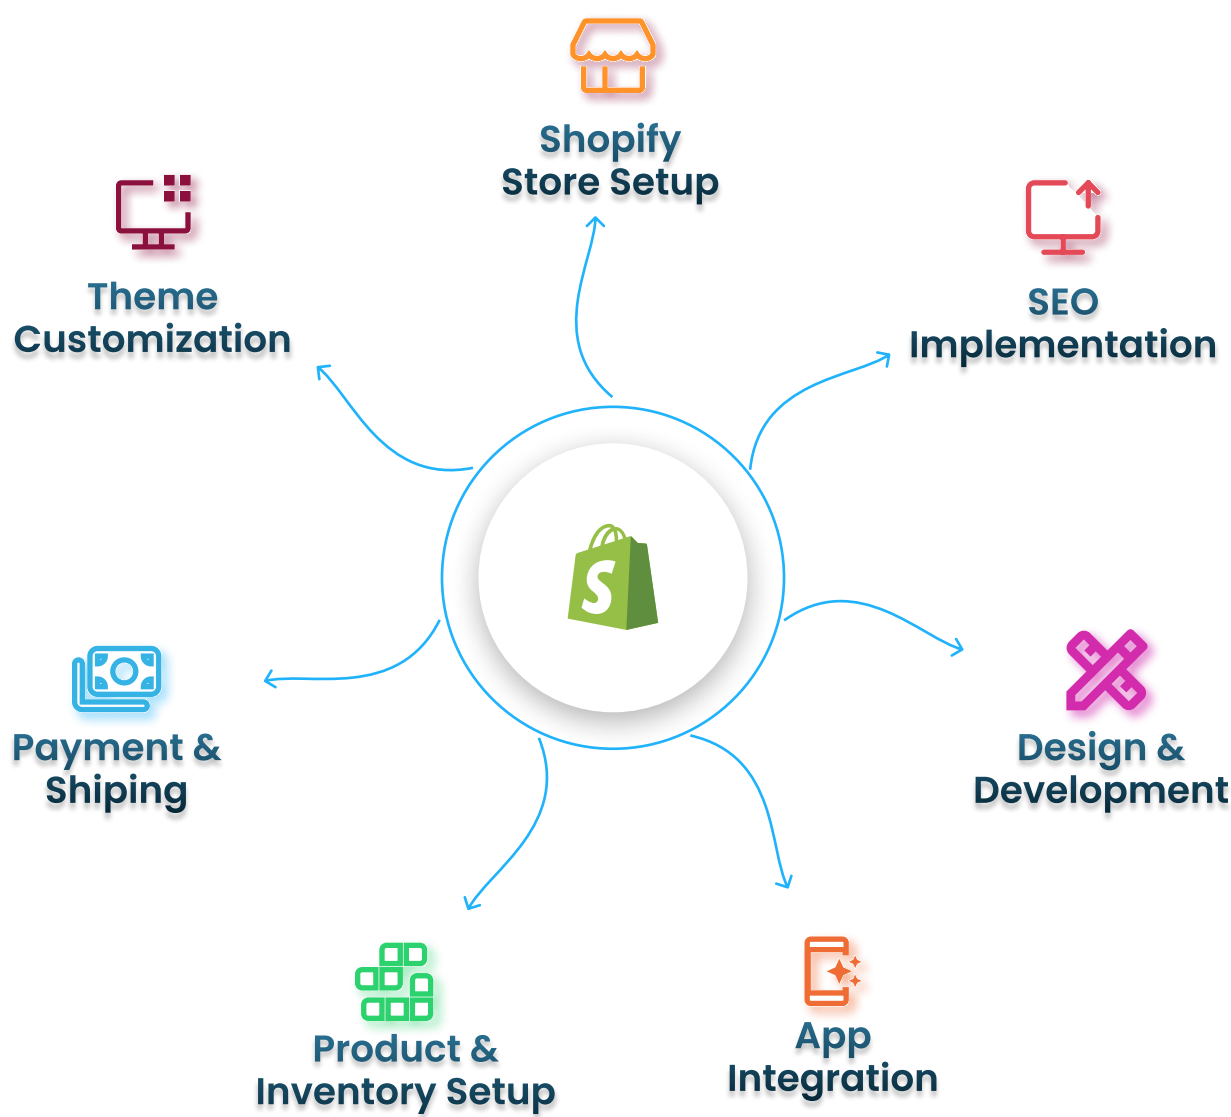 Shopify
Store Setup
Theme
Customization
SEO
Implementation
S
Payment &
Shiping
Design &
Development
Product &
Inventory Setup
App
Integration